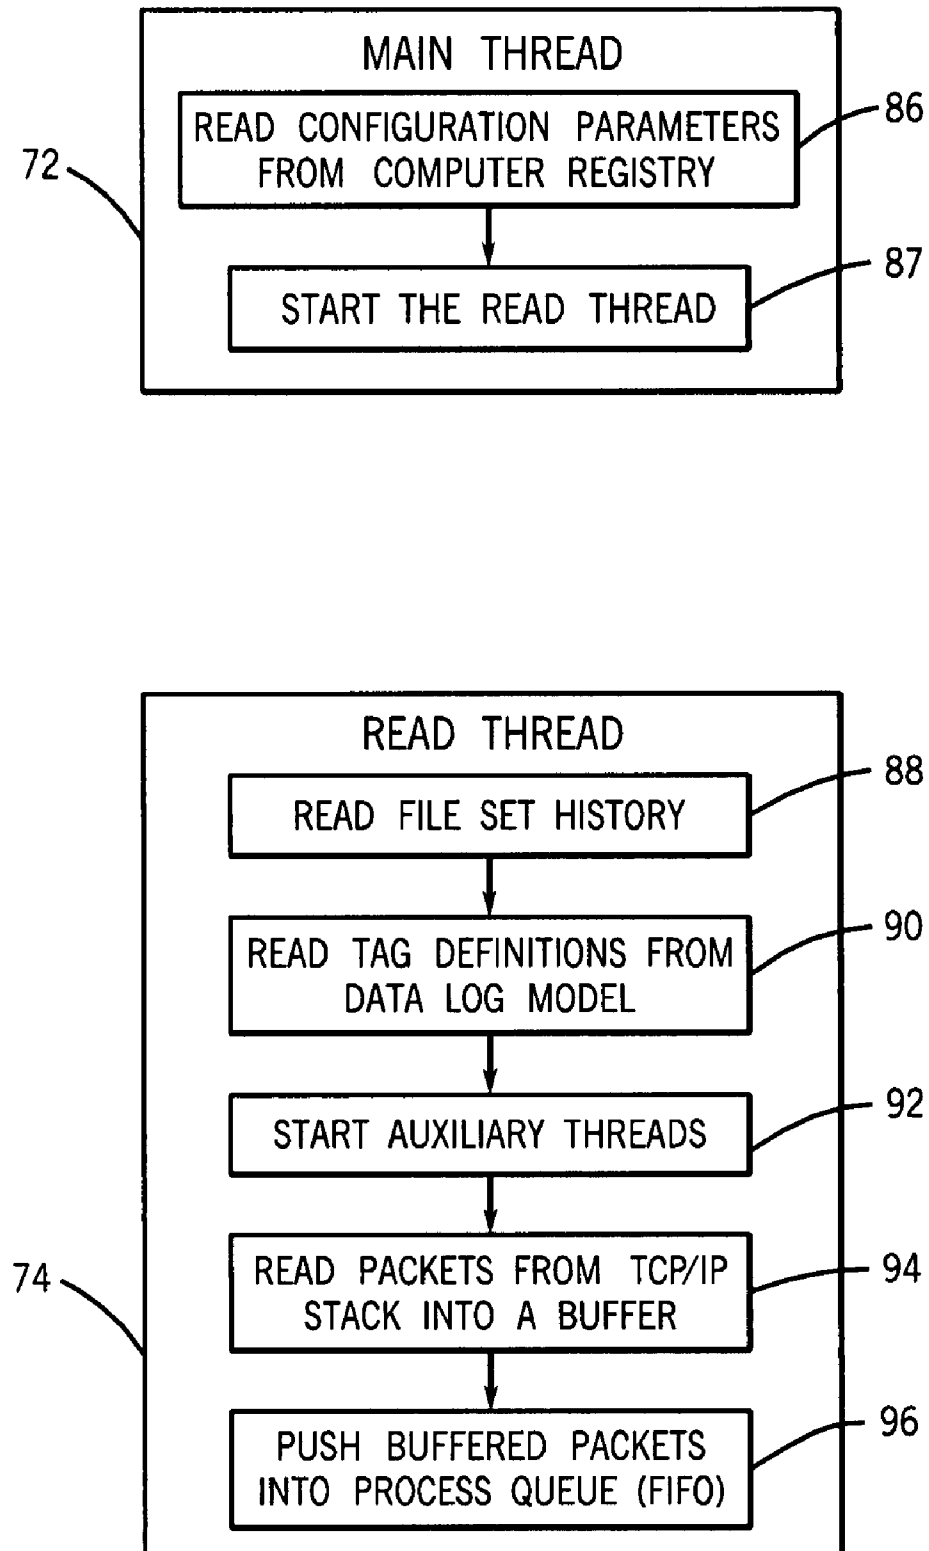 MAIN THREAD
READ CONFIGURATION PARAMETERS
FROM COMPUTER REGISTRY
86
72
START THE READ THREAD
87
READ THREAD
READ FILE SET HISTORY
88
READ TAG DEFINITIONS FROM
DATA LOG MODEL
90
START AUXILIARY THREADS
92
READ PACKETS FROM TCP/IP
STACK INTO A BUFFER
94
74
PUSH BUFFERED PACKETS
INTO PROCESS QUEUE (FIFO)
96